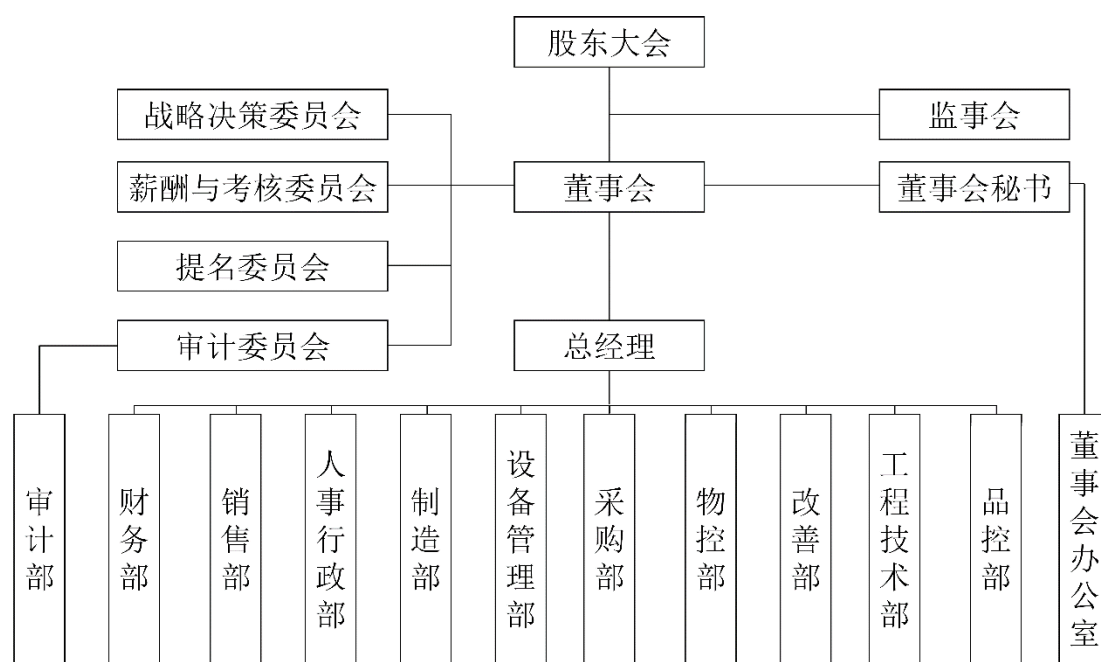 股东大会
战略决策委员会
监事会
薪酬与考核委员会
董事会
董事会秘书
提名委员会
审计委员会
总经理
审计部
财务部
销售部
人事行政部
制造部
设备管理部
采购部
物控部
改善部
工程技术部
品控部
董事会办公室